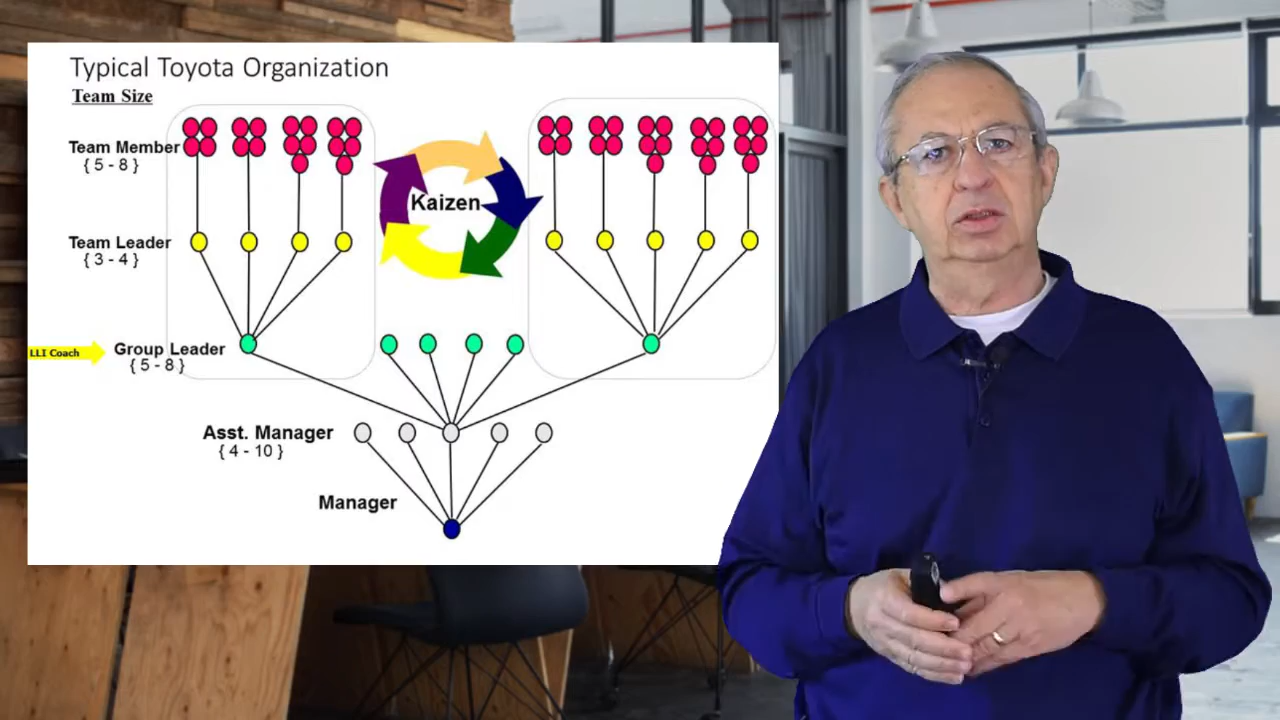 Typical Toyota Organization
Team Size
Team Member
{ 5 - 8 }
Kaizen
Team Leader
{ 3 - 4 }
LLI Coach
Group Leader
{ 5 - 8 }
Asst. Manager
{ 4 - 10 }
Manager